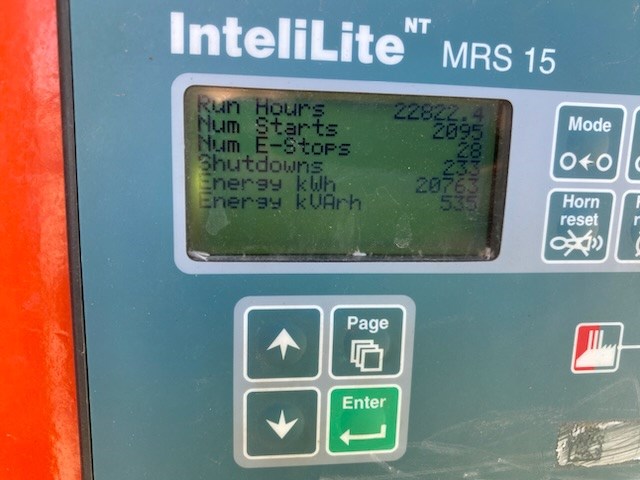 InteliLite NT MRS 15
Run Hours 22822.4
Num Starts 2095
Num E-Stops 28
Shutdowns
Energy kWh 20763
Energy kVArh 535
Mode
Horn
reset
Page
Enter